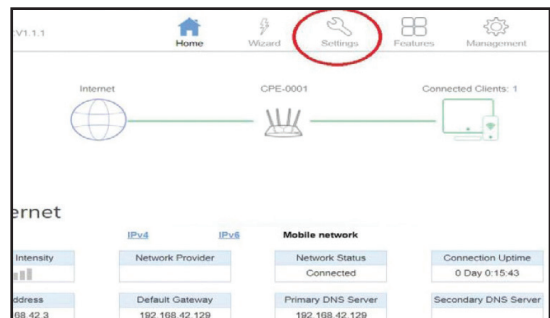 V1.1.1
Home Wizard Settings Features Management
Internet CPE-0001 Connected Clients: 1
ernet
IPv4 IPv6 Mobile network
Intensity Network Provider Network Status Connection Uptime
Connected 0 Day 0:15:43
ddress Default Gateway Primary DNS Server Secondary DNS Server
68.42.3 192.168.42.129 192.168.42.129